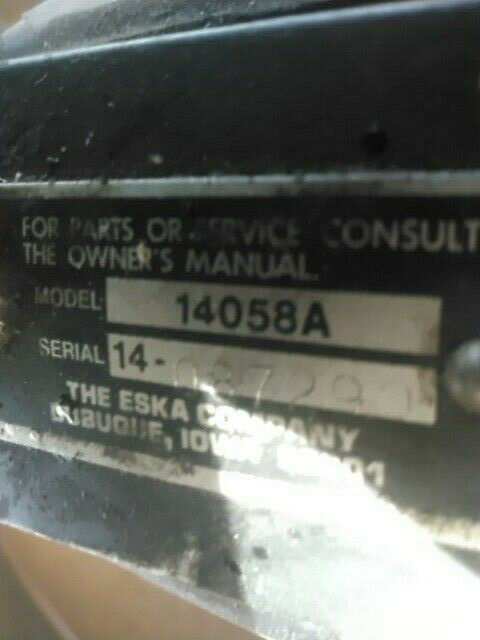 FOR PARTS OR SERVICE CONSULT
THE OWNER'S MANUAL.
MODEL 14058A
SERIAL 14-
THE ESKA COMPANY
DUBUQUE, IOWA